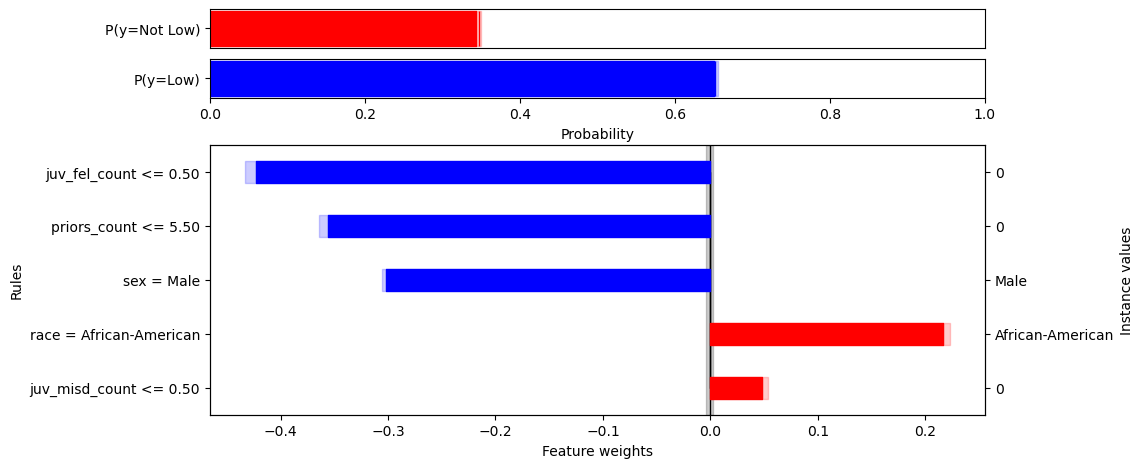 P(y=Not Low)
P(y=Low)
0.0 0.2 0.4 0.6 0.8 1.0
Probability
juv_fel_count <= 0.50 0
priors_count <= 5.50 0
sex = Male Male
race = African-American African-American
juv_misd_count <= 0.50 0
Rules
Instance values
−0.4 −0.3 −0.2 −0.1 0.0 0.1 0.2
Feature weights